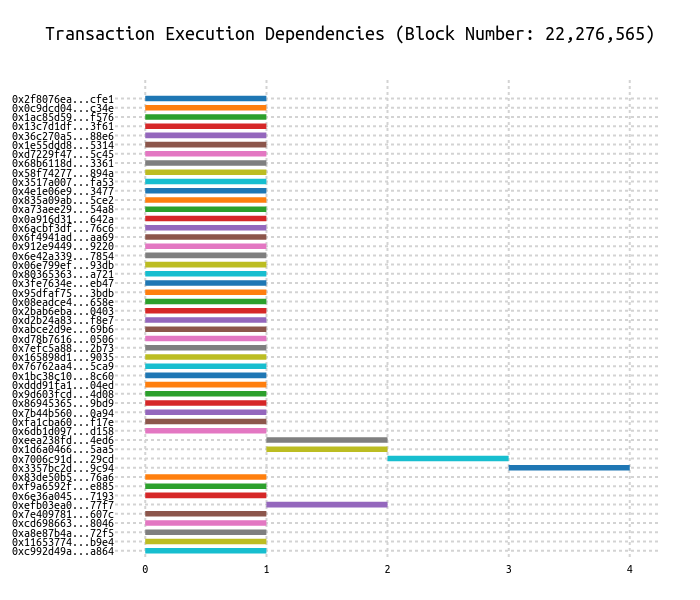 Transaction Execution Dependencies (Block Number: 22,276,565)
0x2f8076ea...cfe1
0x0c9dcd04...c34e
0x1ac85d59...f576
0x13c7d1df...3f61
0x36c270a5...88e6
0x1e55ddd8...5314
0xd7229f47...5c45
0x68b6118d...3361
0x58f74277...894a
0x3517a007...fa53
0x4e1e06e9...3477
0x835a09ab...5ce2
0xa73aee29...54a8
0x0a916d31...642a
0x6acbf3df...76c6
0x6f4941ad...aa69
0x912e9449...9220
0x6e42a339...7854
0x06e799ef...93db
0x80365363...a721
0x3fe7634e...eb47
0x95dfaf75...3bdb
0x08eadce4...658e
0x2bab6eba...0403
0xd2b24a83...f8e7
0xabce2d9e...69b6
0xd78b7616...0506
0x7efc5a88...2b73
0x165898d1...9035
0x76762aa4...5ca9
0x1bc38c10...8c60
0xddd91fa1...04ed
0x9d603fcd...4d08
0x86945365...9bd9
0x7b44b560...0a94
0xfa1cba60...f17e
0x6db1d097...d158
0xeea238fd...4ed6
0x1d6a0466...5aa5
0x7006c91d...29cd
0x3357bc2d...9c94
0x83de50b5...76a6
0xf9a6592f...e885
0x6e36a045...7193
0xefb03ea0...77f7
0x7e409781...607c
0xcd698663...8046
0xa8e87b4a...72f5
0x11653774...b9e4
0xc992d49a...a864
0 1 2 3 4